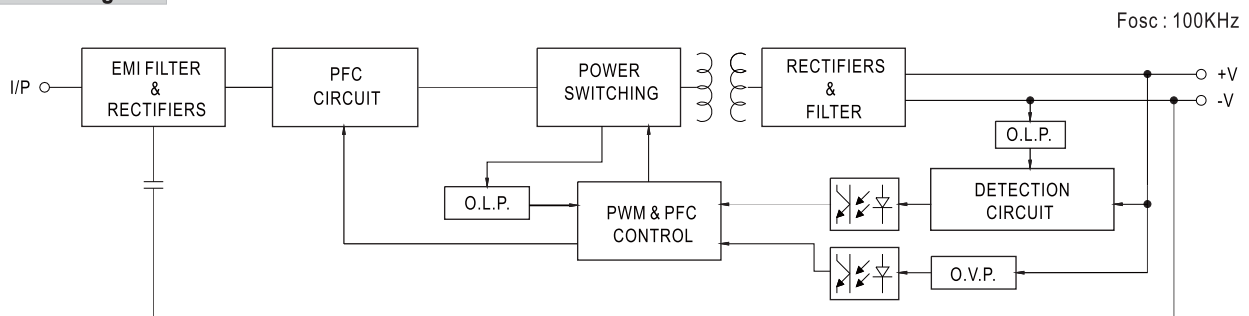 Fosc : 100KHz
I/P
EMI FILTER
&
RECTIFIERS
PFC
CIRCUIT
POWER
SWITCHING
RECTIFIERS
&
FILTER
+V
-V
O.L.P.
O.L.P.
PWM & PFC
CONTROL
DETECTION
CIRCUIT
O.V.P.